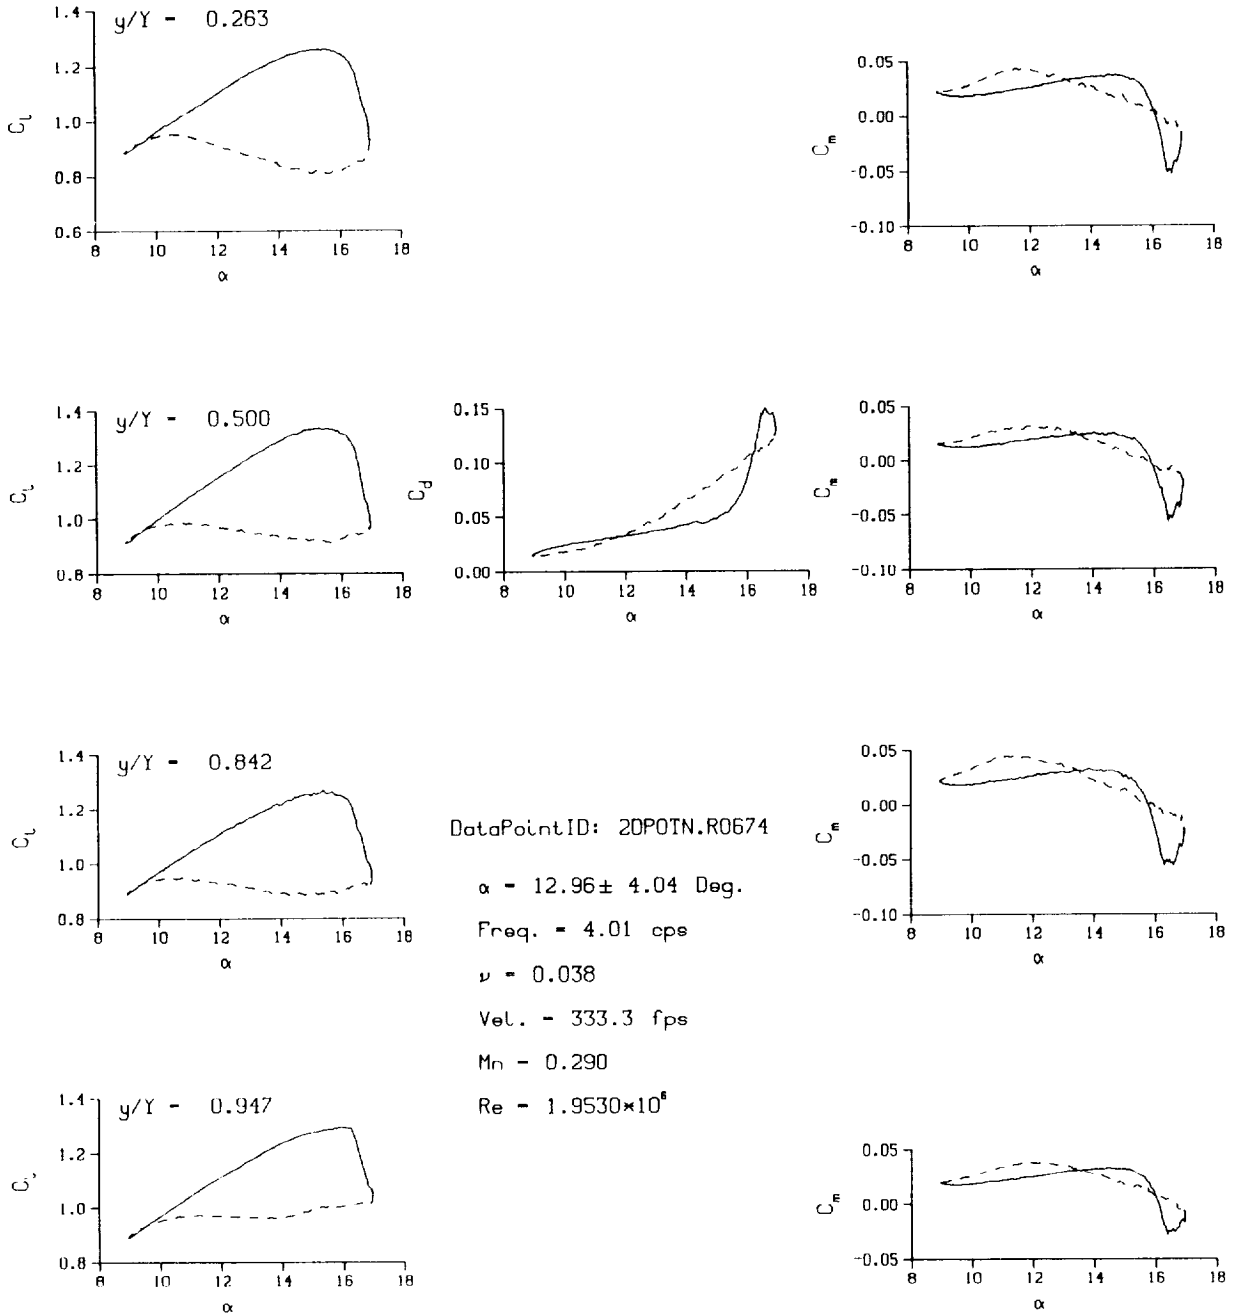 y/Y = 0.263
1.4
1.2
1.0
0.8
0.6
8 10 12 14 16 18
α
0.05
0.00
-0.05
-0.10
C_m
8 10 12 14 16 18
α
C_l
y/Y = 0.500
1.4
1.2
1.0
0.8
C_l
8 10 12 14 16 18
α
0.15
0.10
0.05
0.00
C_d
8 10 12 14 16 18
α
0.05
0.00
-0.05
-0.10
C_m
8 10 12 14 16 18
α
y/Y = 0.842
1.4
1.2
1.0
0.8
C_l
8 10 12 14 16 18
α
0.05
0.00
-0.05
-0.10
C_m
8 10 12 14 16 18
α
DataPointID: 2DPOTN.R0674
α = 12.96± 4.04 Deg.
Freq. = 4.01 cps
ν = 0.038
Vel. = 333.3 fps
Mn = 0.290
Re = 1.9530×10⁶
y/Y = 0.947
1.4
1.2
1.0
0.8
8 10 12 14 16 18
α
0.05
0.00
-0.05
C_m
8 10 12 14 16 18
α